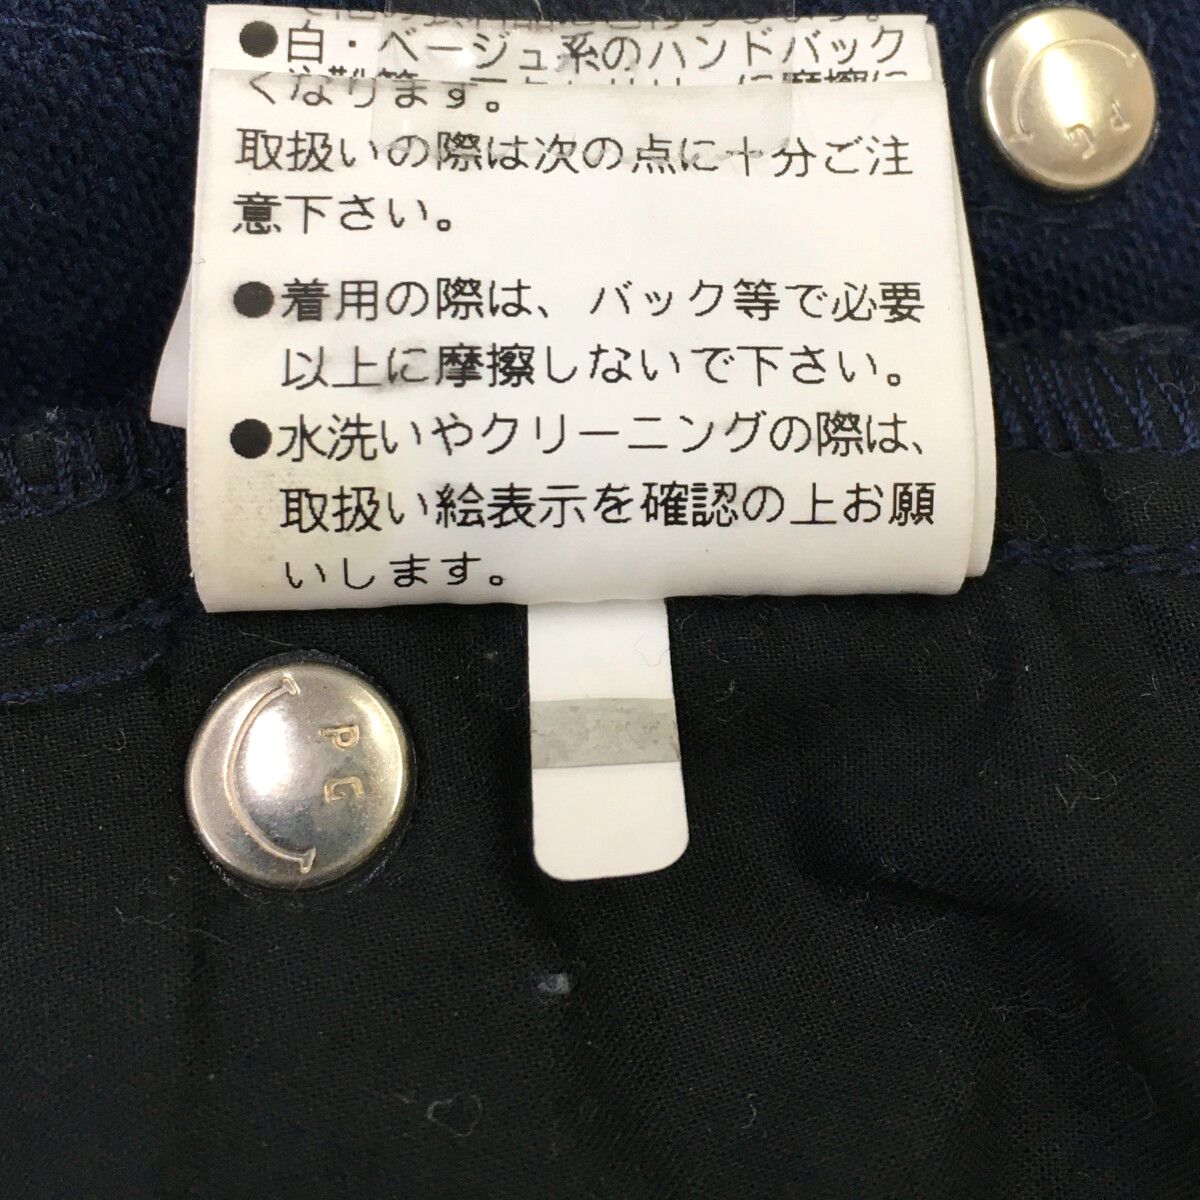 ●白・ベージュ系のハンドバック
くなります。
取扱いの際は次の点に十分ご注
意下さい。
●着用の際は、バック等で必要
以上に摩擦しないで下さい。
●水洗いやクリーニングの際は、
取扱い絵表示を確認の上お願
いします。
PG
PG